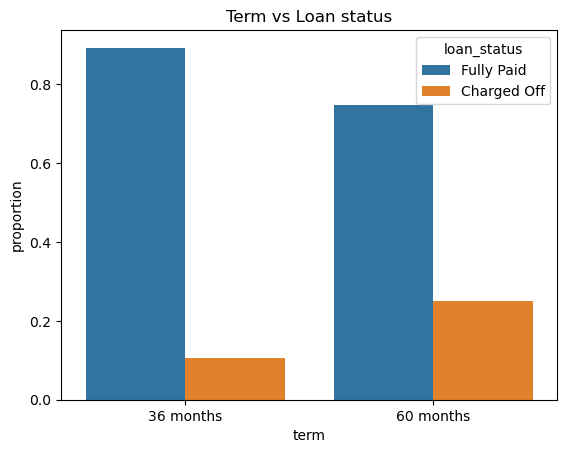 Term vs Loan status
loan_status
Fully Paid
Charged Off
proportion
0.8
0.6
0.4
0.2
0.0
36 months
60 months
term